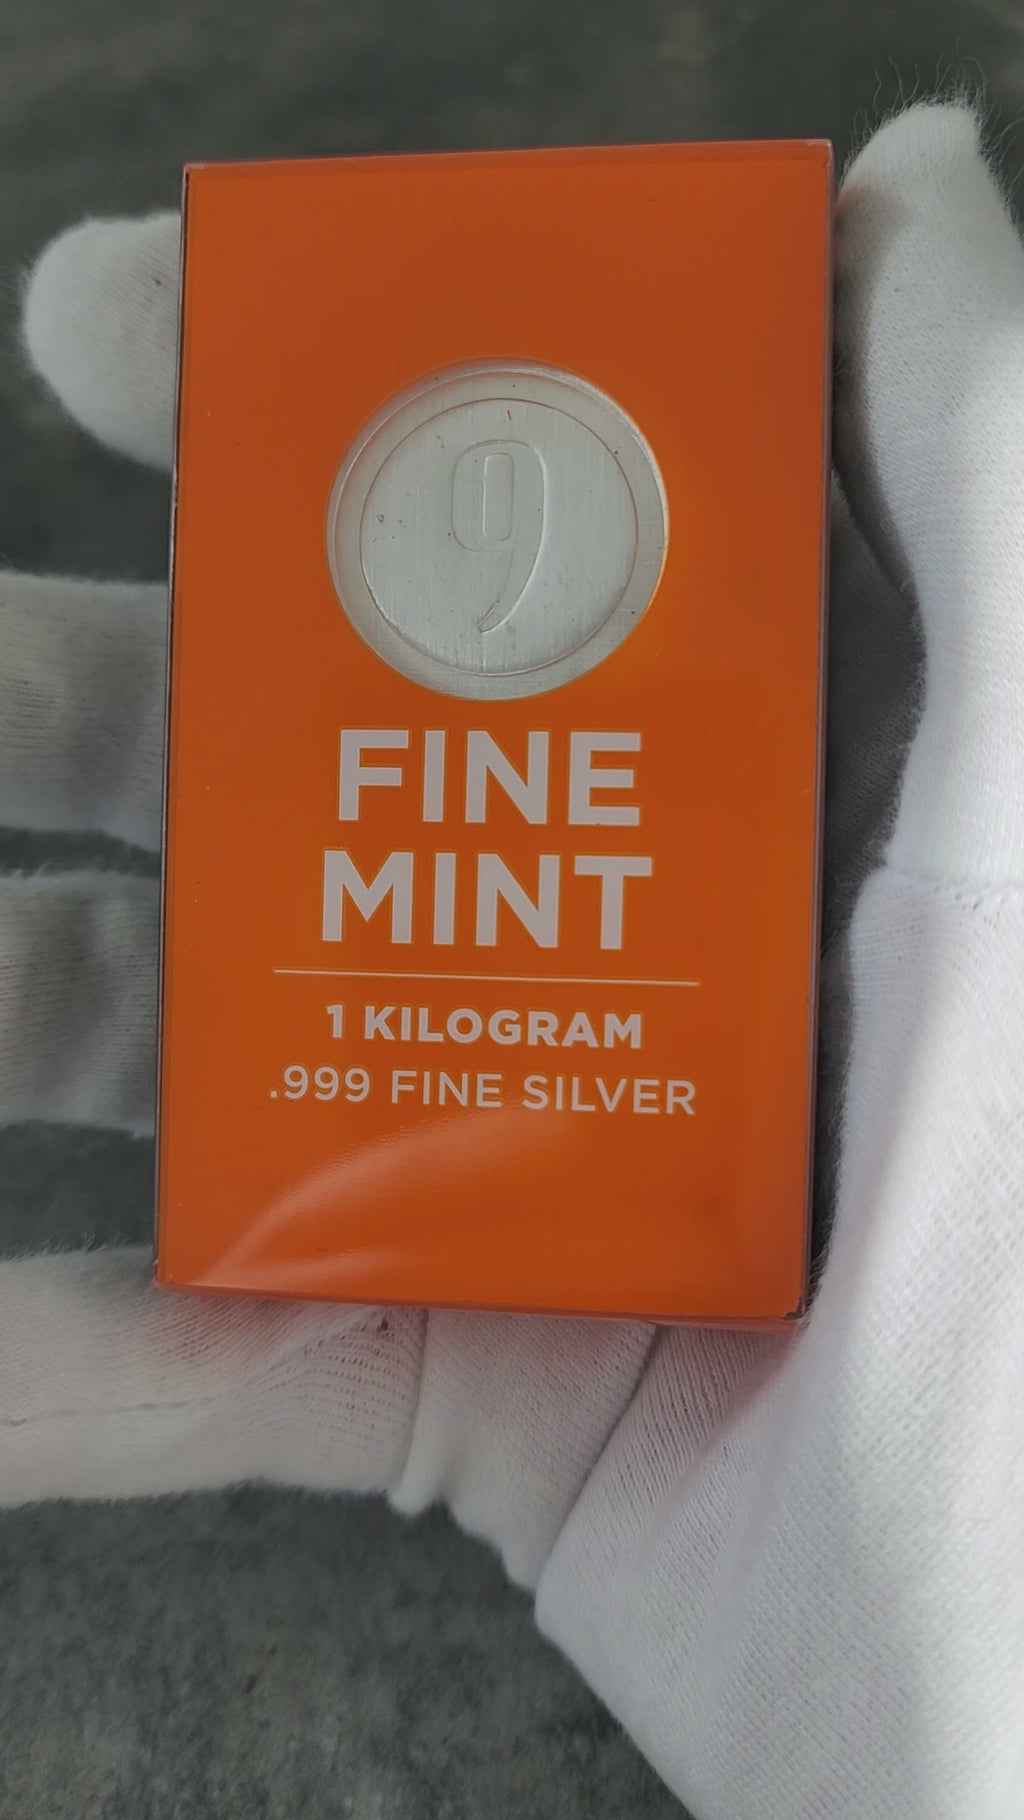 9
FINE
MINT
1 KILOGRAM
.999 FINE SILVER